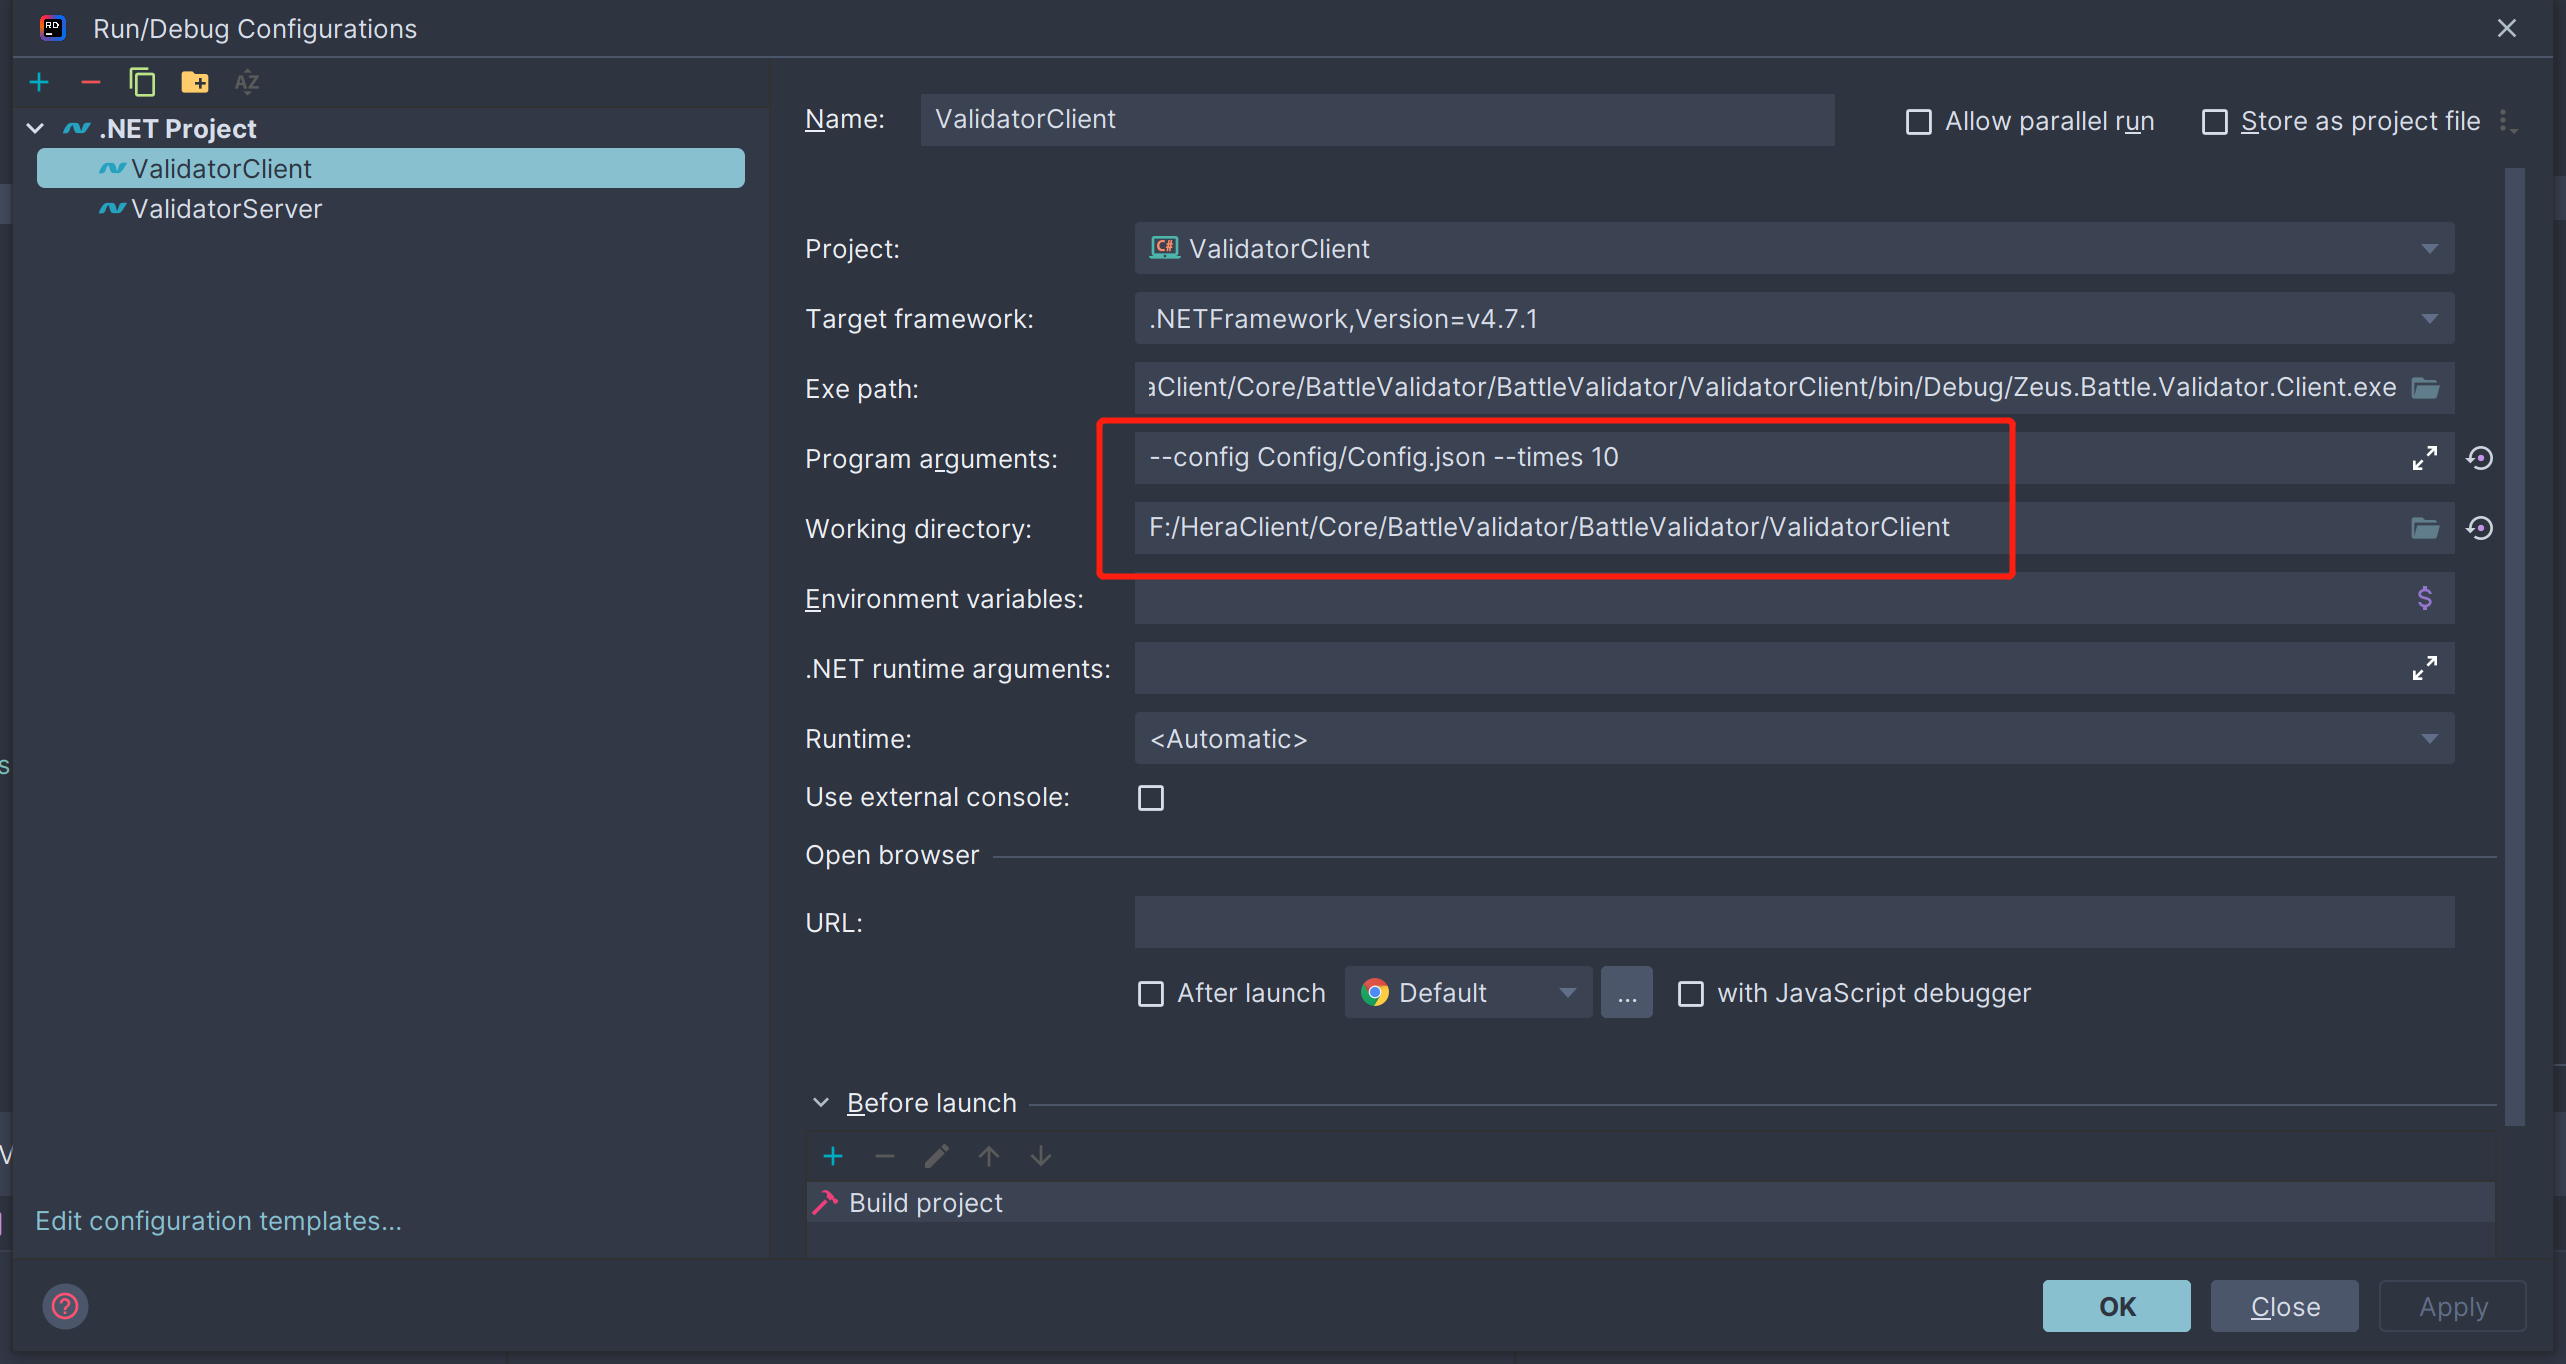 Run/Debug Configurations
.NET Project
ValidatorClient
ValidatorServer
Edit configuration templates...
Name: ValidatorClient
Allow parallel run
Store as project file
Project: ValidatorClient
Target framework: .NETFramework,Version=v4.7.1
Exe path: aClient/Core/BattleValidator/BattleValidator/ValidatorClient/bin/Debug/Zeus.Battle.Validator.Client.exe
Program arguments: --config Config/Config.json --times 10
Working directory: F:/HeraClient/Core/BattleValidator/BattleValidator/ValidatorClient
Environment variables:
.NET runtime arguments:
Runtime: <Automatic>
Use external console:
Open browser
URL:
After launch Default ... with JavaScript debugger
Before launch
Build project
OK Close Apply